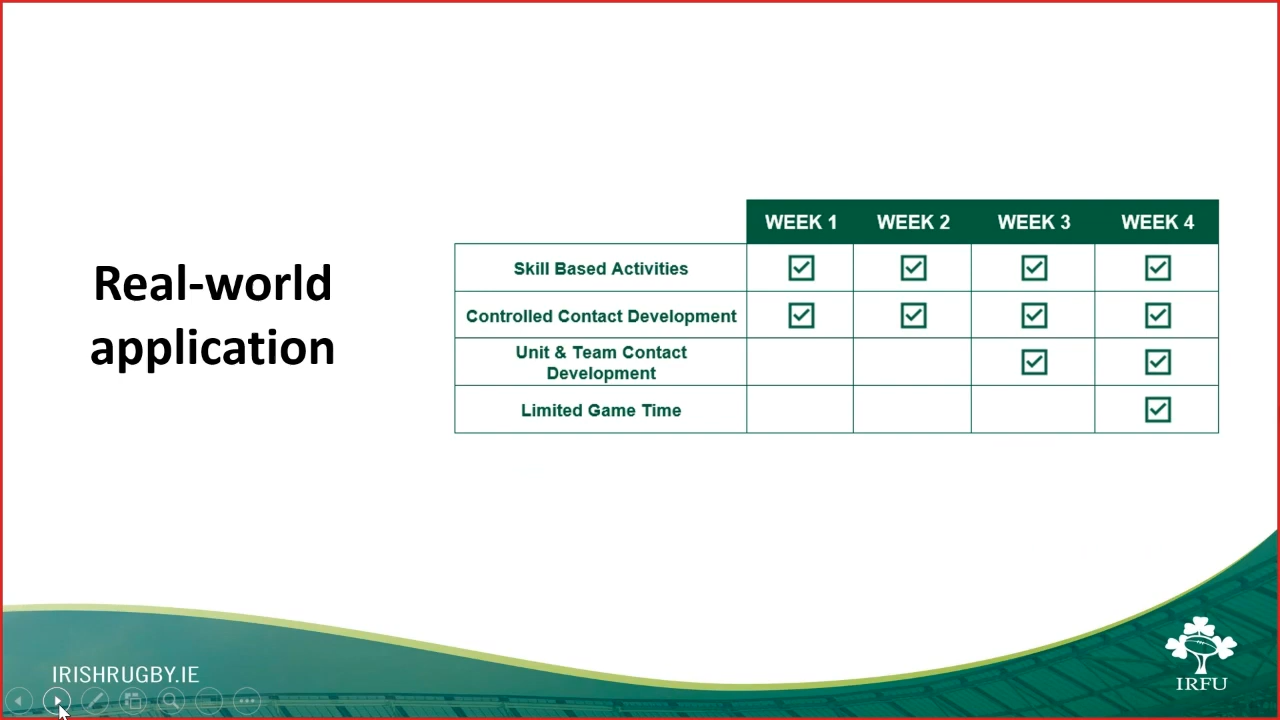 Real-world
application
WEEK 1 WEEK 2 WEEK 3 WEEK 4
Skill Based Activities
Controlled Contact Development
Unit & Team Contact
Development
Limited Game Time
IRISHRUGBY.IE
IRFU